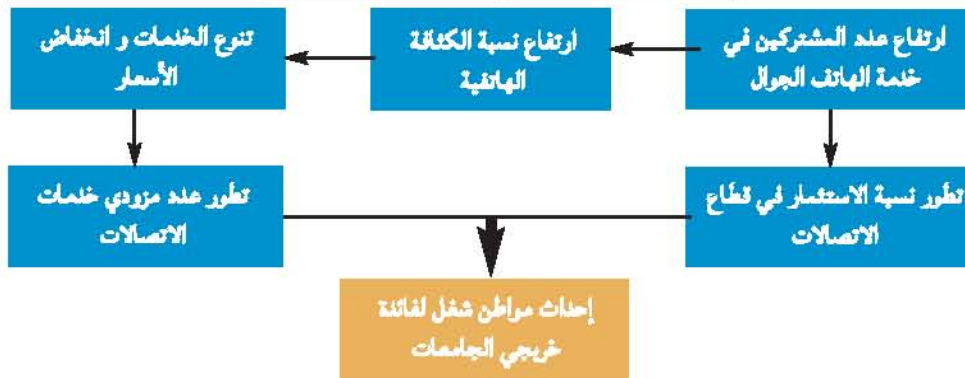 ارتفاع عدد المشتركين في
خدمة الهاتف الجوال
ارتفاع نسبة الكثافة
الهاتفية
تنوع الخدمات و انخفاض
الأسعار
تطور نسبة الاستثمار في قطاع
الاتصالات
تطور عدد مزودي خدمات
الاتصالات
إحداث مواطن شغل لفائدة
خريجي الجامعات